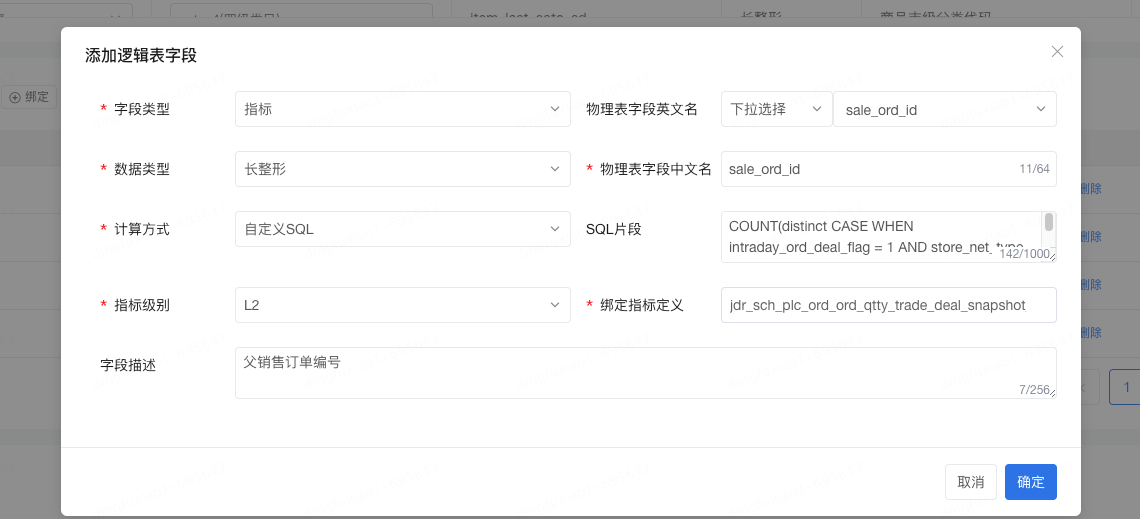 item_last_cate_cd
长整形
添加逻辑表字段
绑定
* 字段类型
指标
物理表字段英文名
下拉选择
sale_ord_id
* 数据类型
长整形
* 物理表字段中文名
sale_ord_id
11/64
删除
* 计算方式
自定义SQL
SQL片段
COUNT(distinct CASE WHEN
intraday_ord_deal_flag = 1 AND store_net_type
142/1000
删除
删除
* 指标级别
L2
* 绑定指标定义
jdr_sch_plc_ord_ord_qtty_trade_deal_snapshot
删除
字段描述
父销售订单编号
7/256
1
取消
确定